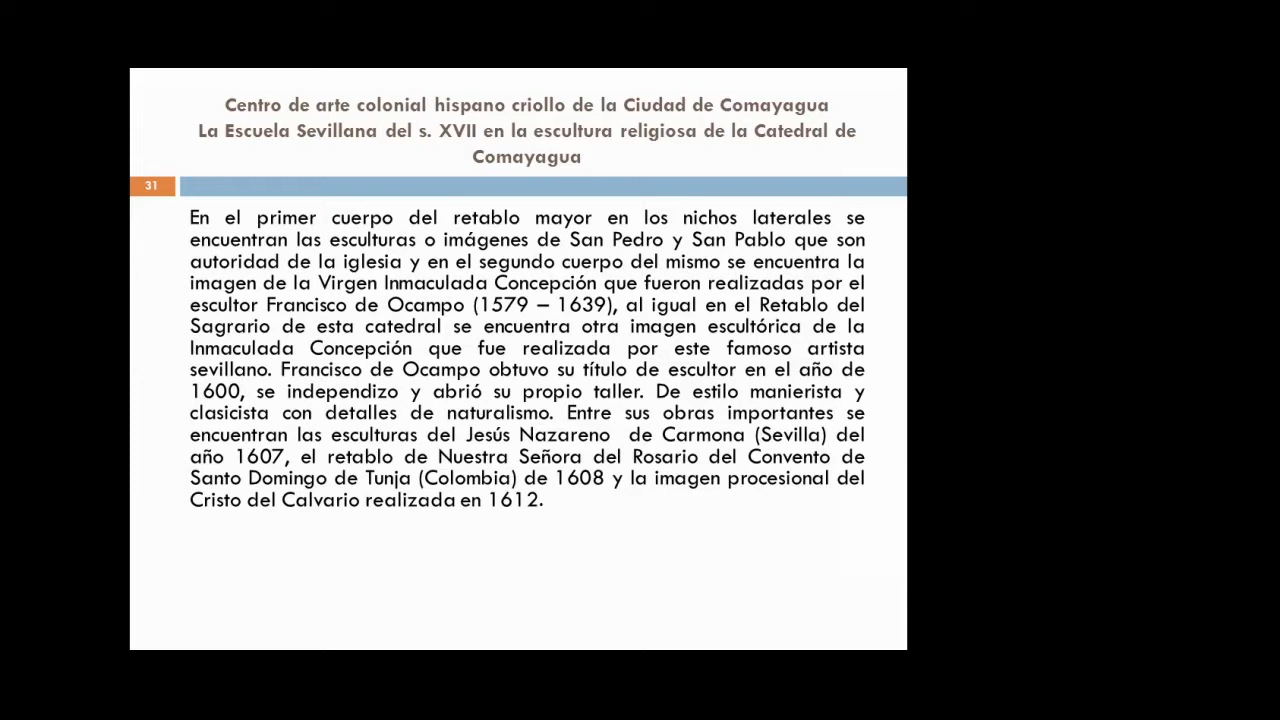 Centro de arte colonial hispano criollo de la Ciudad de Comayagua
La Escuela Sevillana del s. XVII en la escultura religiosa de la Catedral de
Comayagua
31
En el primer cuerpo del retablo mayor en los nichos laterales se
encuentran las esculturas o imágenes de San Pedro y San Pablo que son
autoridad de la iglesia y en el segundo cuerpo del mismo se encuentra la
imagen de la Virgen Inmaculada Concepción que fueron realizadas por el
escultor Francisco de Ocampo (1579 – 1639), al igual en el Retablo del
Sagrario de esta catedral se encuentra otra imagen escultórica de la
Inmaculada Concepción que fue realizada por este famoso artista
sevillano. Francisco de Ocampo obtuvo su título de escultor en el año de
1600, se independizo y abrió su propio taller. De estilo manierista y
clasicista con detalles de naturalismo. Entre sus obras importantes se
encuentran las esculturas del Jesús Nazareno de Carmona (Sevilla) del
año 1607, el retablo de Nuestra Señora del Rosario del Convento de
Santo Domingo de Tunja (Colombia) de 1608 y la imagen procesional del
Cristo del Calvario realizada en 1612.